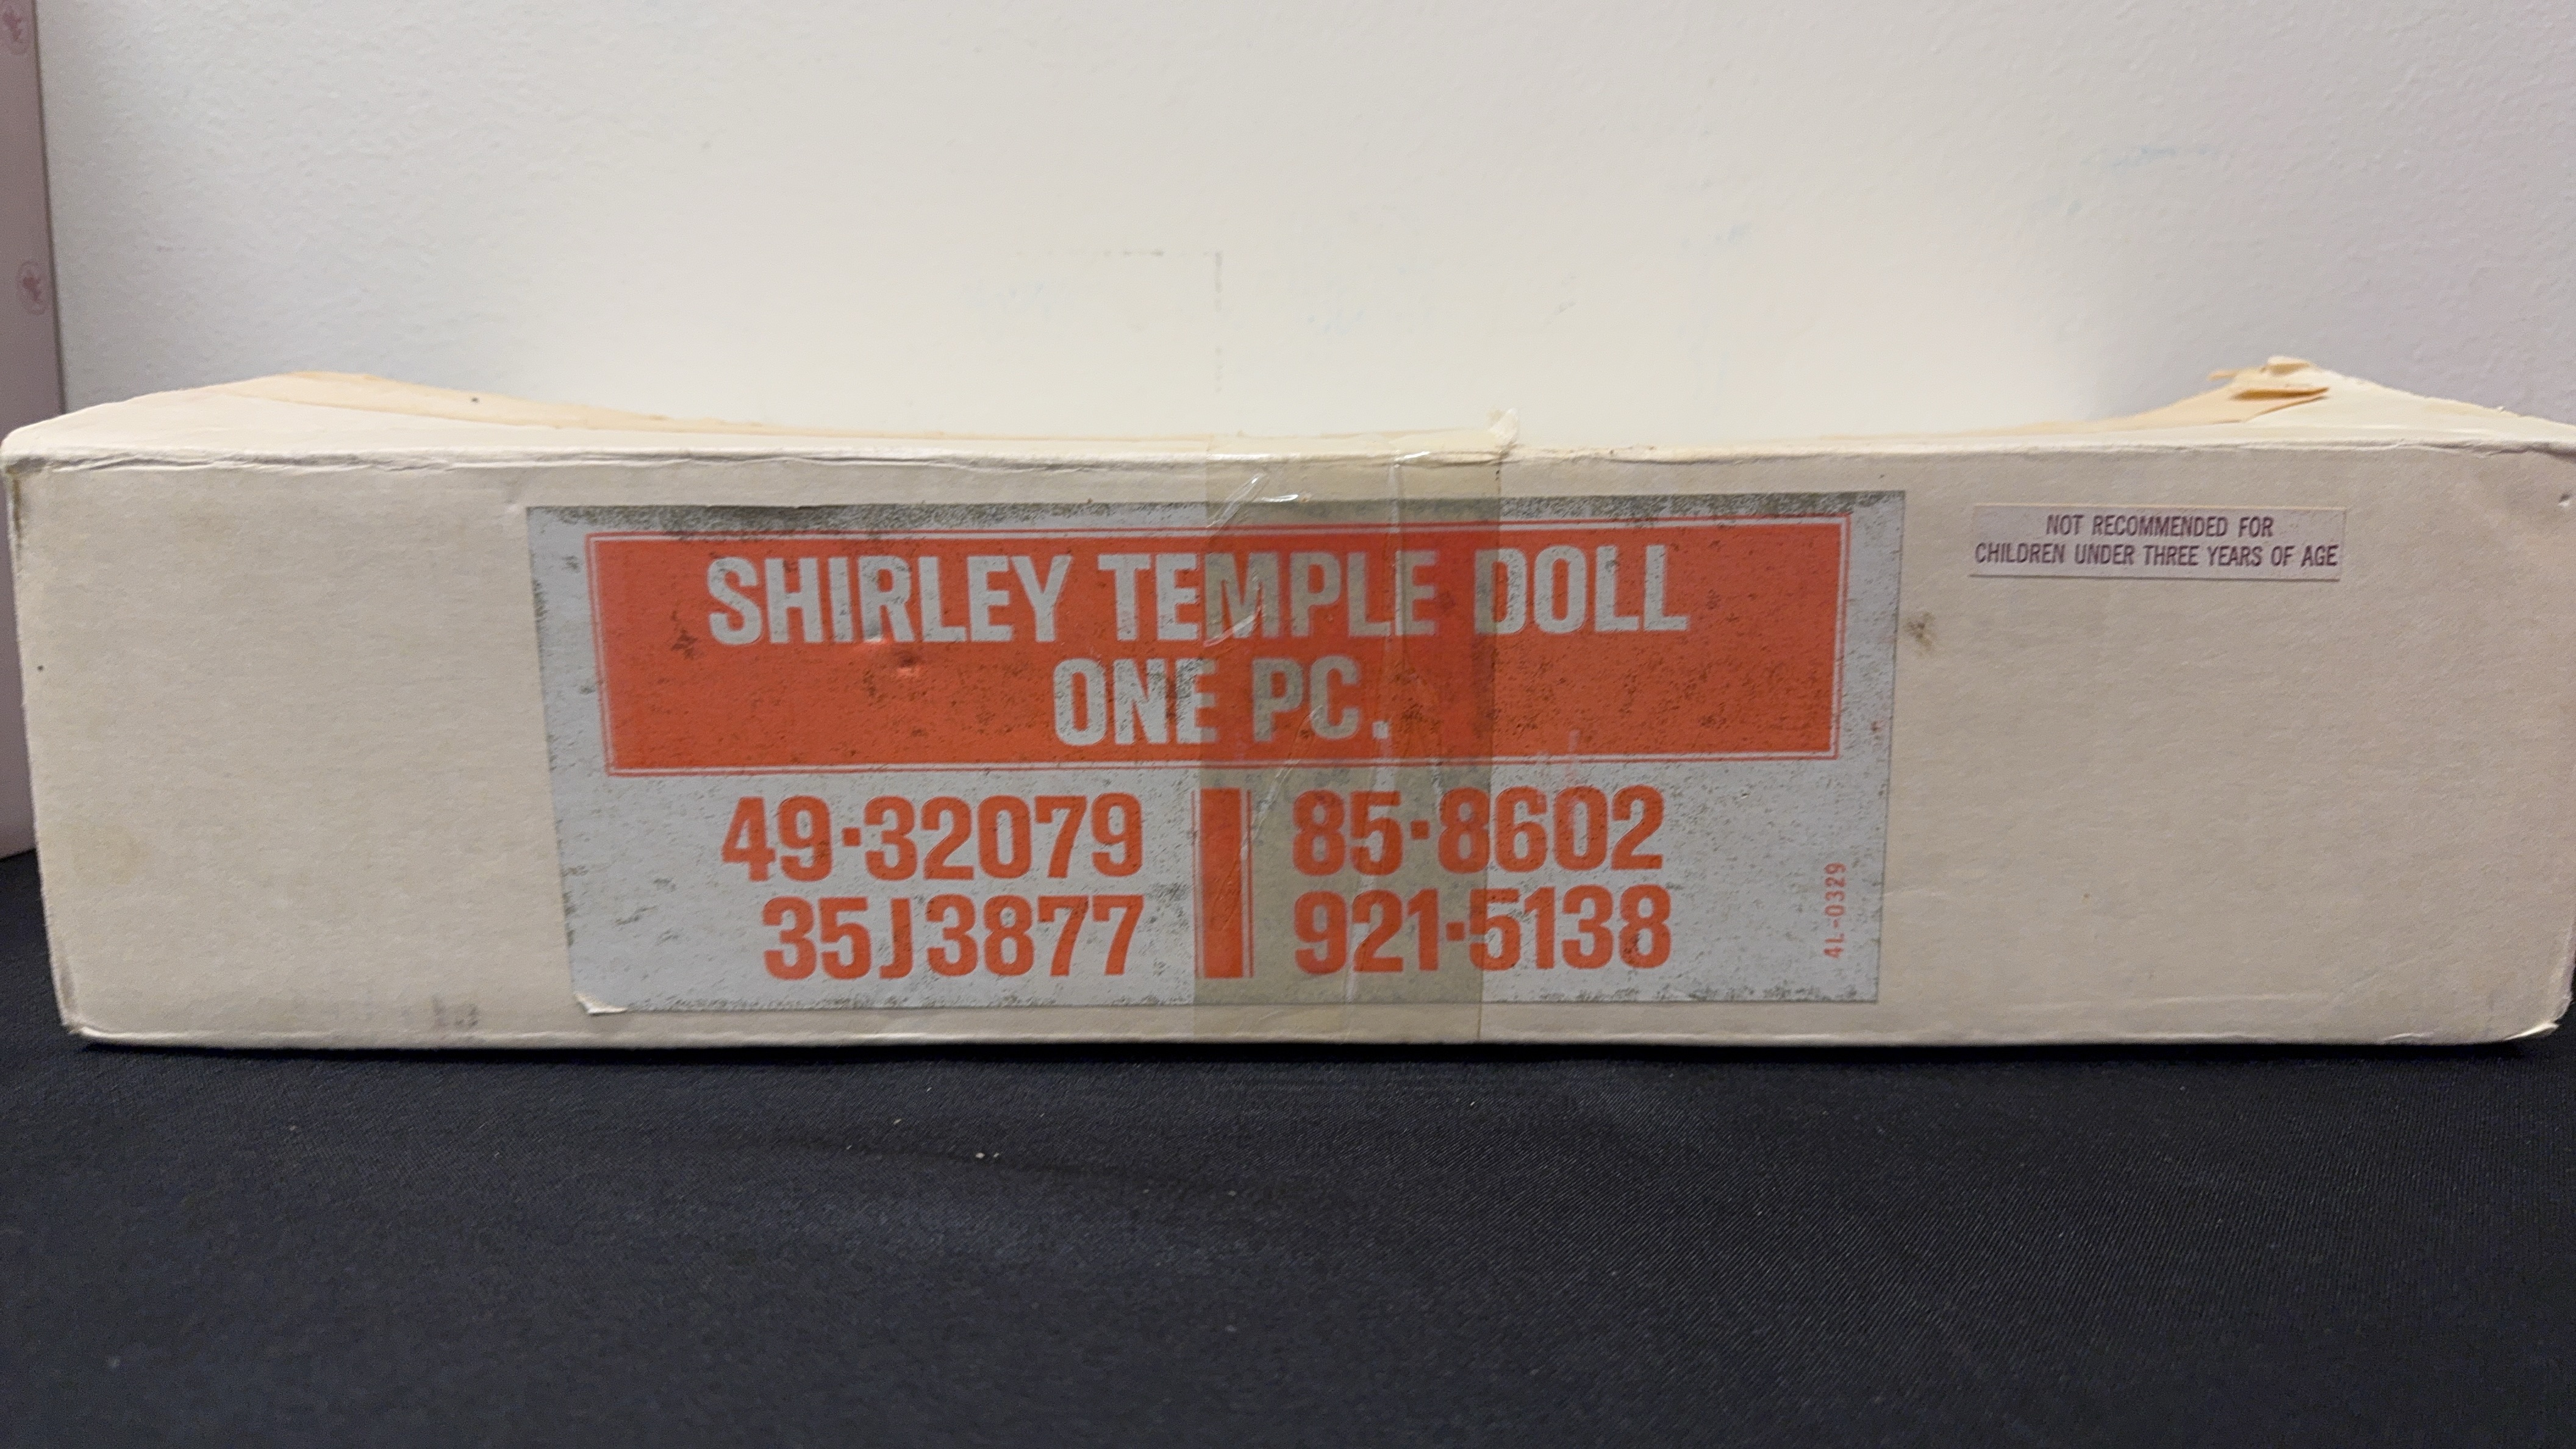 SHIRLEY TEMPLE DOLL
ONE PC.
49·32079
35J3877
85·8602
921·5138
4L-0329
NOT RECOMMENDED FOR
CHILDREN UNDER THREE YEARS OF AGE